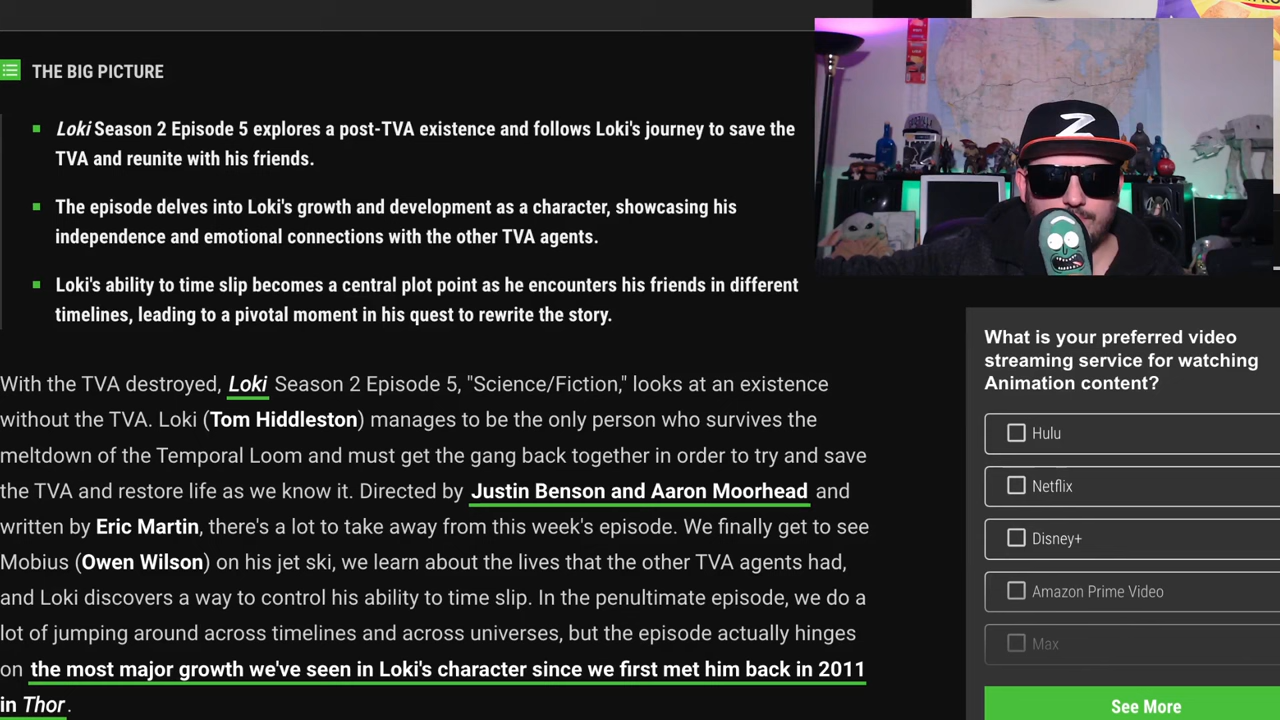 THE BIG PICTURE
Loki Season 2 Episode 5 explores a post-TVA existence and follows Loki's journey to save the
TVA and reunite with his friends.
The episode delves into Loki's growth and development as a character, showcasing his
independence and emotional connections with the other TVA agents.
Loki's ability to time slip becomes a central plot point as he encounters his friends in different
timelines, leading to a pivotal moment in his quest to rewrite the story.
With the TVA destroyed, Loki Season 2 Episode 5, "Science/Fiction," looks at an existence
without the TVA. Loki (Tom Hiddleston) manages to be the only person who survives the
meltdown of the Temporal Loom and must get the gang back together in order to try and save
the TVA and restore life as we know it. Directed by Justin Benson and Aaron Moorhead and
written by Eric Martin, there's a lot to take away from this week's episode. We finally get to see
Mobius (Owen Wilson) on his jet ski, we learn about the lives that the other TVA agents had,
and Loki discovers a way to control his ability to time slip. In the penultimate episode, we do a
lot of jumping around across timelines and across universes, but the episode actually hinges
on the most major growth we've seen in Loki's character since we first met him back in 2011
in Thor.
Z
What is your preferred video
streaming service for watching
Animation content?
Hulu
Netflix
Disney+
Amazon Prime Video
Max
See More